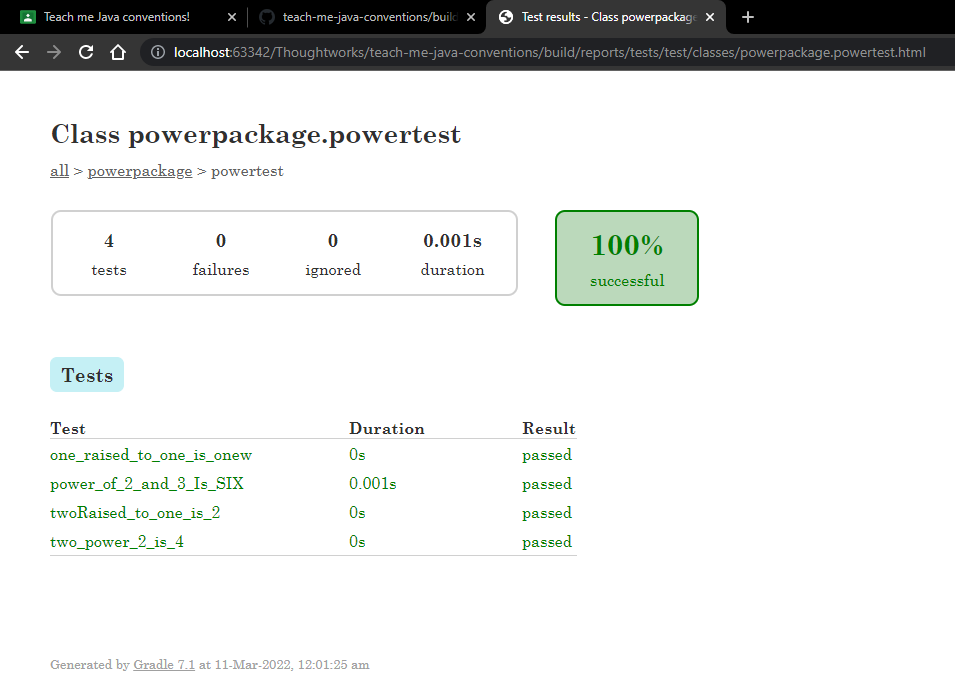 Teach me Java conventions!
teach-me-java-conventions/build
Test results - Class powerpackage
localhost:63342/Thoughtworks/teach-me-java-conventions/build/reports/tests/test/classes/powerpackage.powertest.html
Class powerpackage.powertest
all > powerpackage > powertest
4 0 0 0.001s
tests failures ignored duration
100%
successful
Tests
Test Duration Result
one_raised_to_one_is_onew 0s passed
power_of_2_and_3_Is_SIX 0.001s passed
twoRaised_to_one_is_2 0s passed
two_power_2_is_4 0s passed
Generated by Gradle 7.1 at 11-Mar-2022, 12:01:25 am